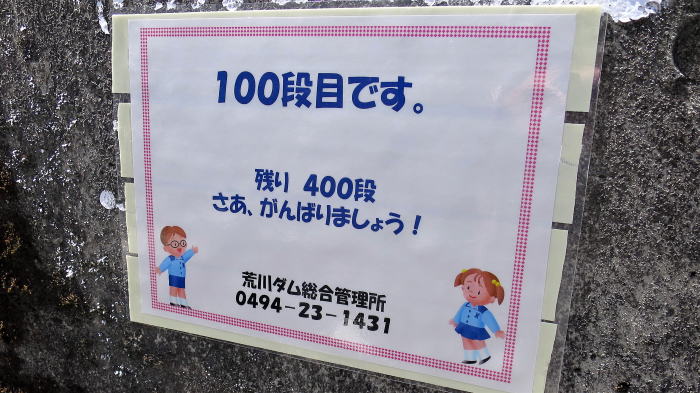 100段目です。
残り 400段
さあ、がんばりましょう！
荒川ダム総合管理所
0494－23－1431